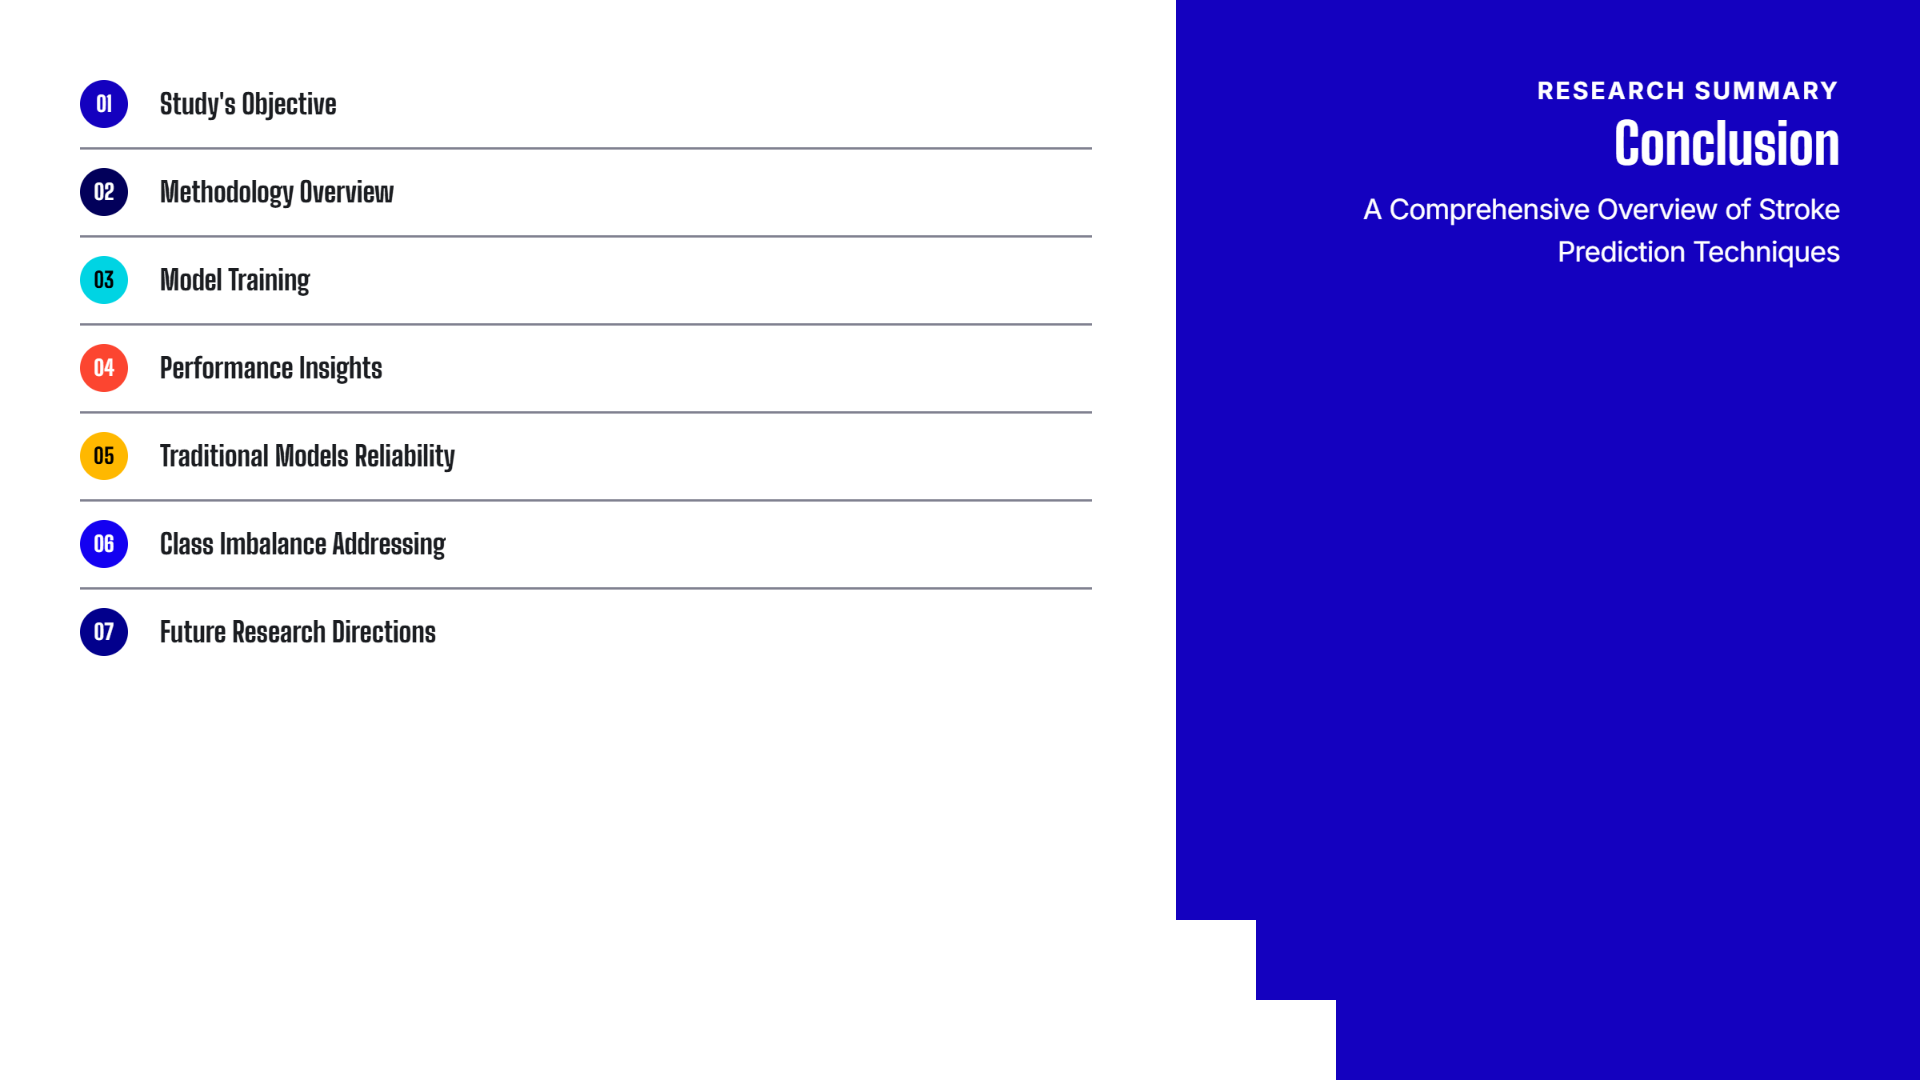 01 Study's Objective
02 Methodology Overview
03 Model Training
04 Performance Insights
05 Traditional Models Reliability
06 Class Imbalance Addressing
07 Future Research Directions
RESEARCH SUMMARY
Conclusion
A Comprehensive Overview of Stroke
Prediction Techniques